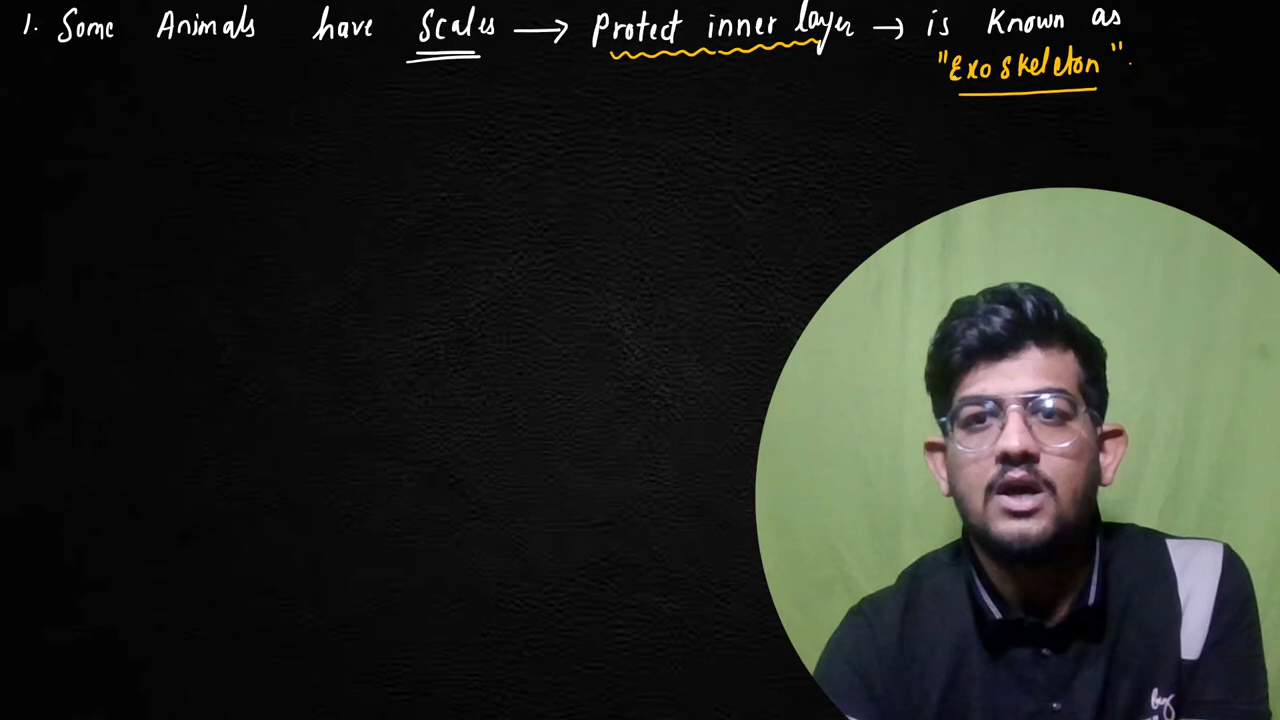 1. Some Animals have Scales → Protect inner layer → is known as
"Exoskeleton".